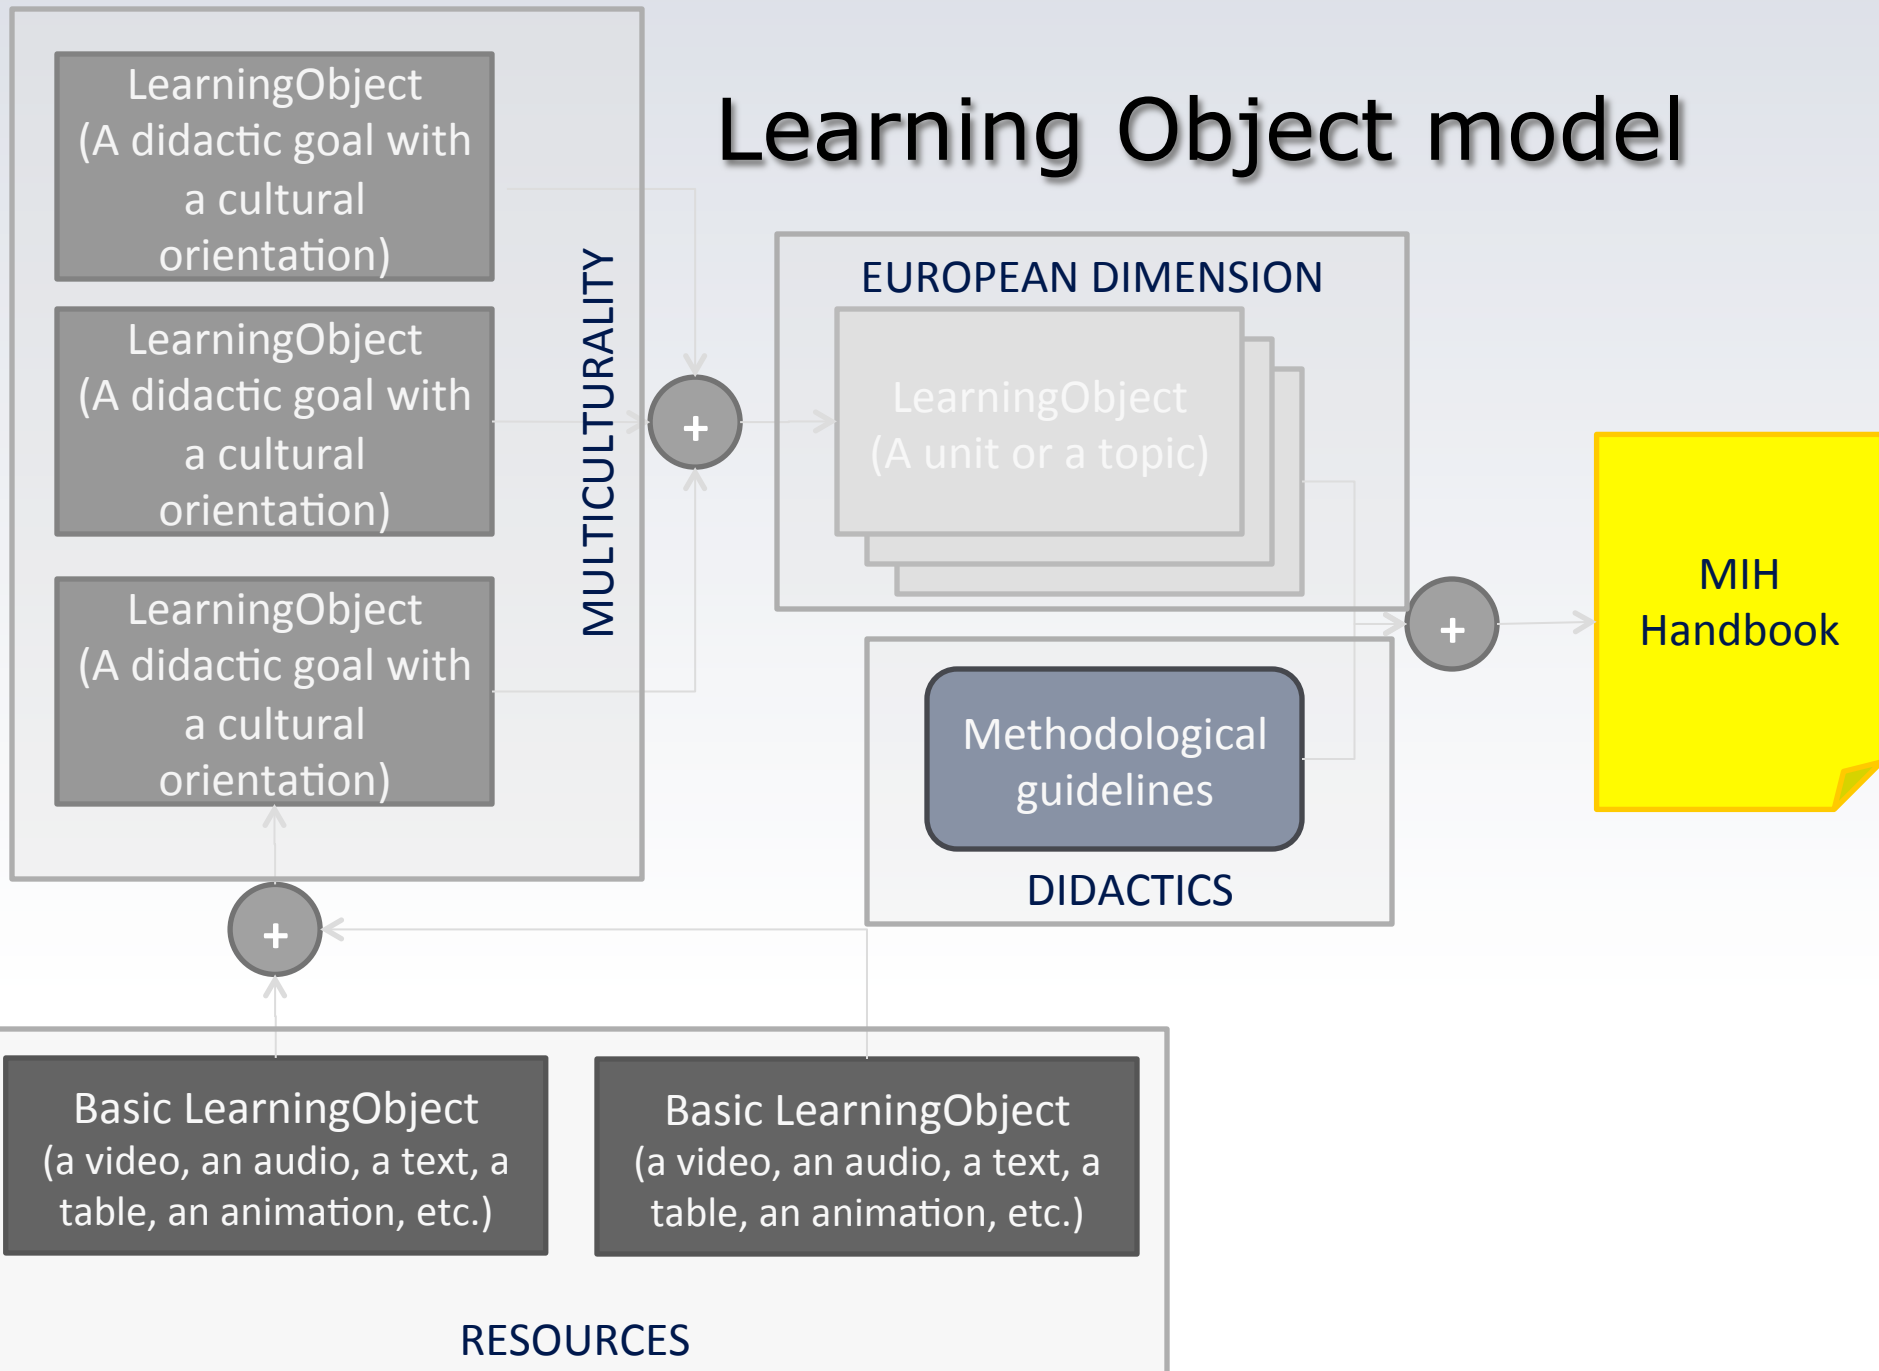 Learning Object model
LearningObject
(A didactic goal with
a cultural
orientation)
LearningObject
(A didactic goal with
a cultural
orientation)
LearningObject
(A didactic goal with
a cultural
orientation)
MULTICULTURALITY
+
EUROPEAN DIMENSION
LearningObject
(A unit or a topic)
+
MIH
Handbook
Methodological
guidelines
DIDACTICS
+
Basic LearningObject
(a video, an audio, a text, a
table, an animation, etc.)
Basic LearningObject
(a video, an audio, a text, a
table, an animation, etc.)
RESOURCES